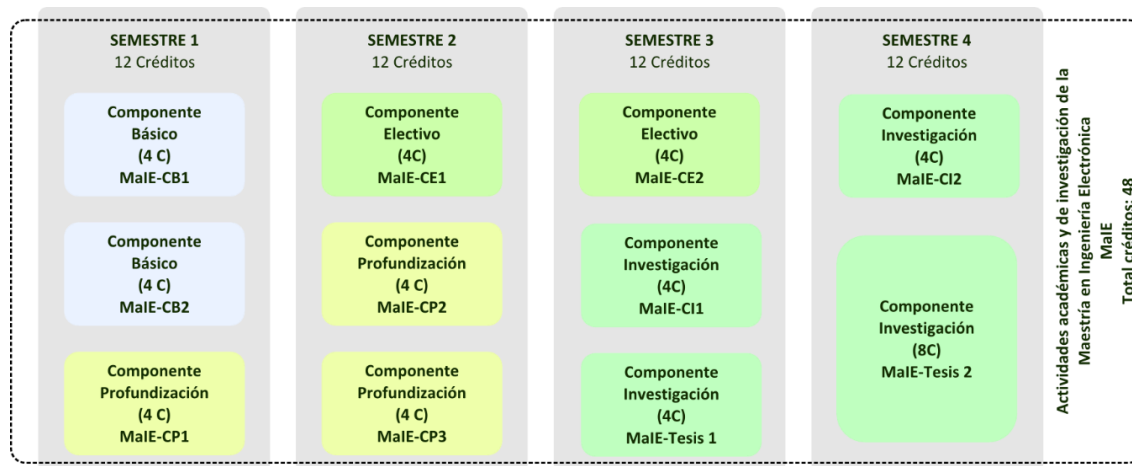 SEMESTRE 1
12 Créditos
Componente
Básico
(4 C)
MaIE-CB1
Componente
Básico
(4 C)
MaIE-CB2
Componente
Profundización
(4 C)
MaIE-CP1
SEMESTRE 2
12 Créditos
Componente
Electivo
(4C)
MaIE-CE1
Componente
Profundización
(4 C)
MaIE-CP2
Componente
Profundización
(4 C)
MaIE-CP3
SEMESTRE 3
12 Créditos
Componente
Electivo
(4C)
MaIE-CE2
Componente
Investigación
(4C)
MaIE-CI1
Componente
Investigación
(4C)
MaIE-Tesis 1
SEMESTRE 4
12 Créditos
Componente
Investigación
(4C)
MaIE-CI2
Componente
Investigación
(8C)
MaIE-Tesis 2
Actividades académicas y de investigación de la
Maestría en Ingeniería Electrónica
MaIE
Total créditos: 48